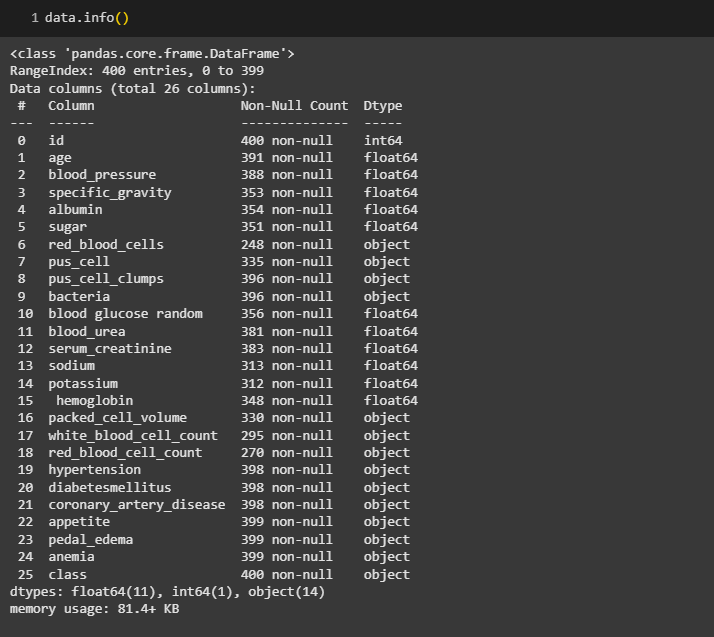 1 data.info()
<class 'pandas.core.frame.DataFrame'>
RangeIndex: 400 entries, 0 to 399
Data columns (total 26 columns):
 #   Column                   Non-Null Count  Dtype
---  ------                   --------------  -----
 0   id                       400 non-null    int64
 1   age                      391 non-null    float64
 2   blood_pressure           388 non-null    float64
 3   specific_gravity         353 non-null    float64
 4   albumin                  354 non-null    float64
 5   sugar                    351 non-null    float64
 6   red_blood_cells          248 non-null    object
 7   pus_cell                 335 non-null    object
 8   pus_cell_clumps          396 non-null    object
 9   bacteria                 396 non-null    object
 10  blood glucose random     356 non-null    float64
 11  blood_urea               381 non-null    float64
 12  serum_creatinine         383 non-null    float64
 13  sodium                   313 non-null    float64
 14  potassium                312 non-null    float64
 15   hemoglobin              348 non-null    float64
 16  packed_cell_volume       330 non-null    object
 17  white_blood_cell_count   295 non-null    object
 18  red_blood_cell_count     270 non-null    object
 19  hypertension             398 non-null    object
 20  diabetesmellitus         398 non-null    object
 21  coronary_artery_disease  398 non-null    object
 22  appetite                 399 non-null    object
 23  pedal_edema              399 non-null    object
 24  anemia                   399 non-null    object
 25  class                    400 non-null    object
dtypes: float64(11), int64(1), object(14)
memory usage: 81.4+ KB